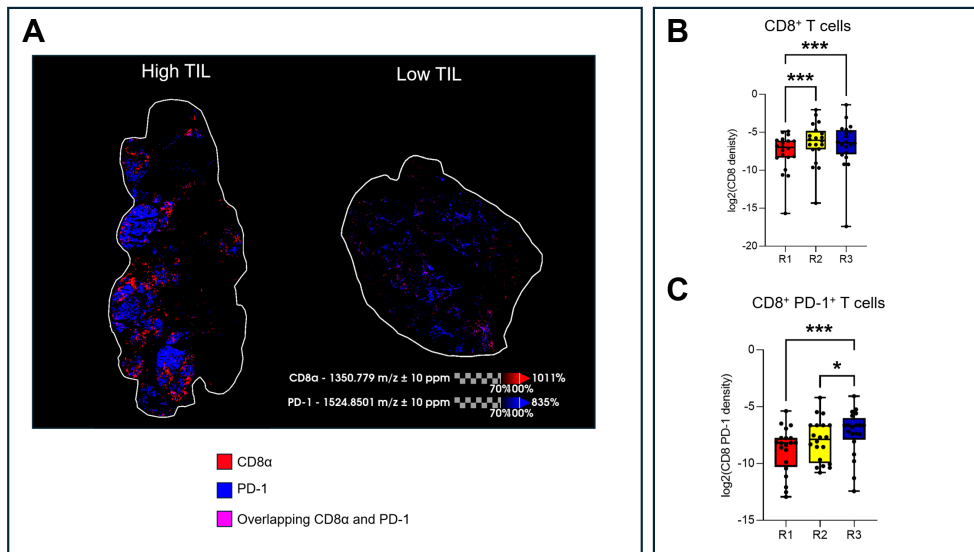 A
High TIL
Low TIL
CD8α - 1350.779 m/z ± 10 ppm
1011%
70%100%
PD-1 - 1524.8501 m/z ± 10 ppm
835%
70%100%
CD8α
PD-1
Overlapping CD8α and PD-1
B
CD8⁺ T cells
***
***
log2(CD8 denisty)
0
-5
-10
-15
-20
R1 R2 R3
C
CD8⁺ PD-1⁺ T cells
***
*
log2(CD8 PD-1 density)
0
-5
-10
-15
R1 R2 R3